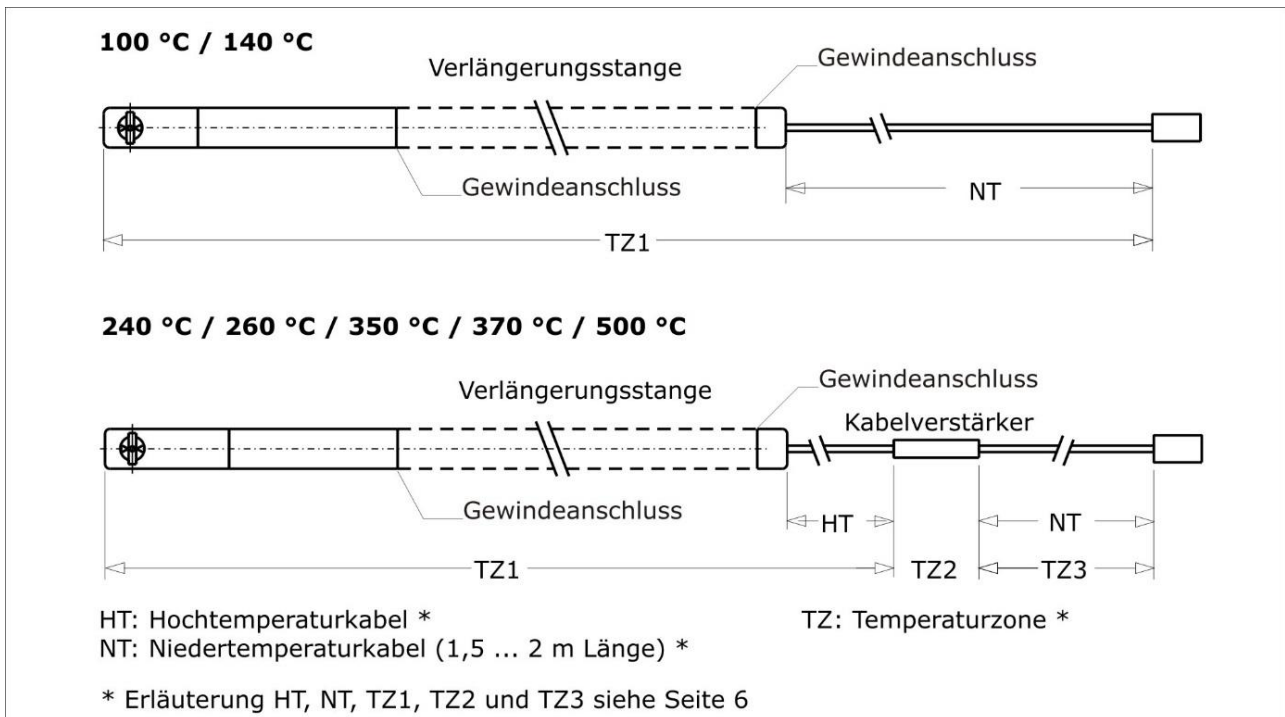 100 °C / 140 °C
Verlängerungsstange
Gewindeanschluss
Gewindeanschluss
NT
TZ1
240 °C / 260 °C / 350 °C / 370 °C / 500 °C
Verlängerungsstange
Gewindeanschluss
Kabelverstärker
Gewindeanschluss
HT
NT
TZ1
TZ2
TZ3
HT: Hochtemperaturkabel *
TZ: Temperaturzone *
NT: Niedertemperaturkabel (1,5 ... 2 m Länge) *
* Erläuterung HT, NT, TZ1, TZ2 und TZ3 siehe Seite 6